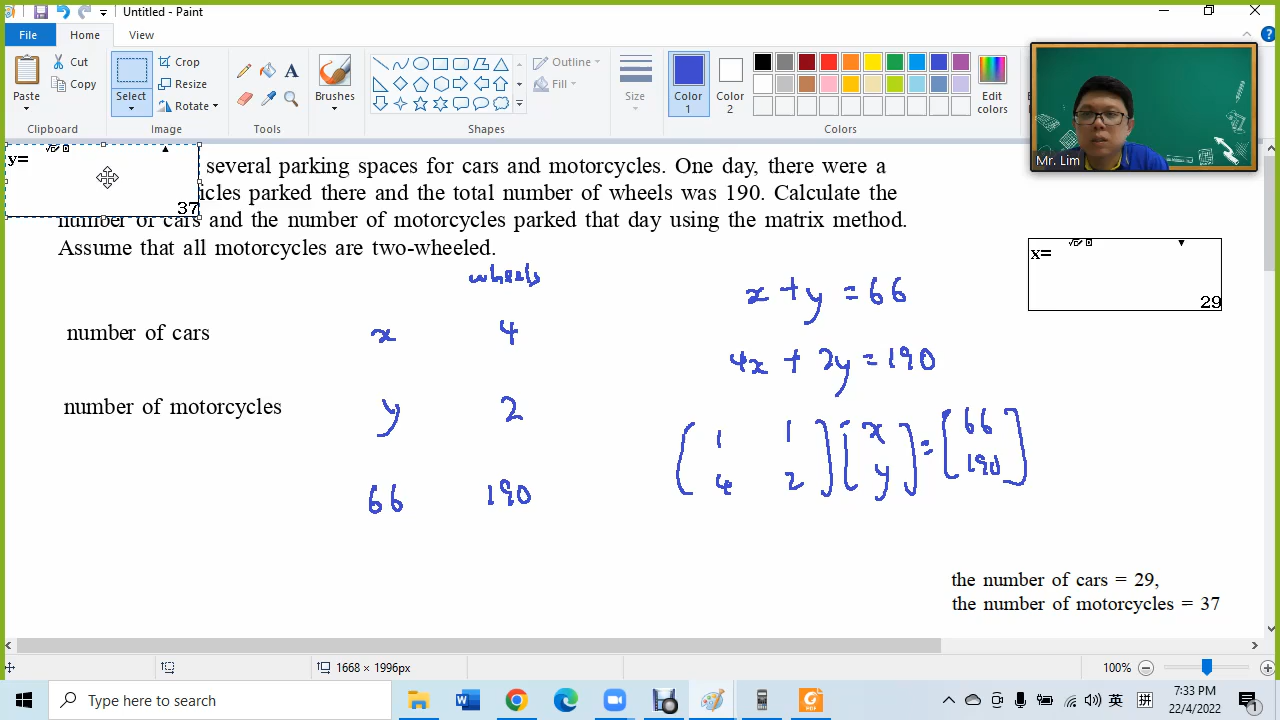 Untitled - Paint
File
Home
View
Paste
Cut
Copy
Clipboard
Select
Crop
Resize
Rotate
Image
Tools
Brushes
Outline
Fill
Shapes
Size
Color 1
Color 2
Edit colors
Colors
Mr. Lim
y=
37
several parking spaces for cars and motorcycles. One day, there were a
cles parked there and the total number of wheels was 190. Calculate the
number of cars and the number of motorcycles parked that day using the matrix method.
Assume that all motorcycles are two-wheeled.
x=
29
wheels
number of cars x 4
number of motorcycles y 2
66 190
x + y = 66
4x + 2y = 190
( 1 1 ] [ x ] = [ 66 ]
4 2 y 190
the number of cars = 29,
the number of motorcycles = 37
1668 × 1996px
100%
Type here to search
英
拼
7:33 PM
22/4/2022
1